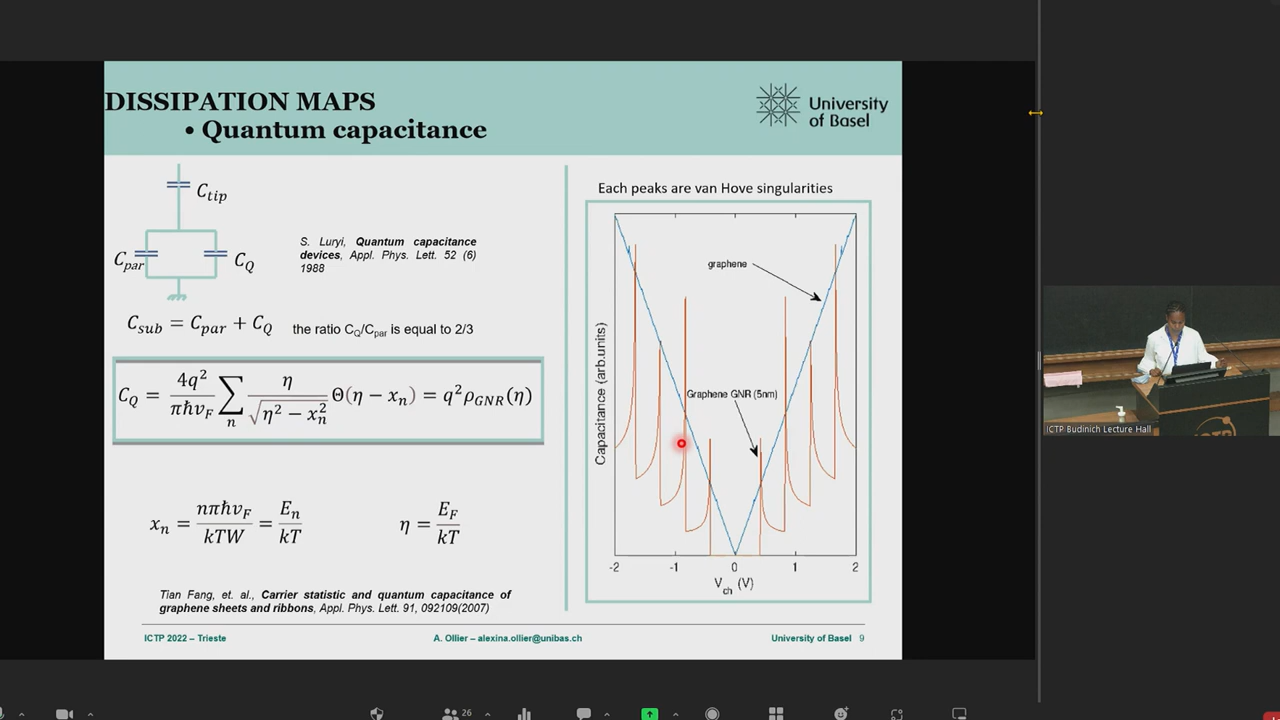 DISSIPATION MAPS
• Quantum capacitance
University
of Basel
C_tip
C_par
C_Q
S. Luryi, Quantum capacitance
devices, Appl. Phys. Lett. 52 (6)
1988
C_sub = C_par + C_Q
the ratio C_Q/C_par is equal to 2/3
C_Q = 4q²/πħv_F ∑_n η/√(η² − x_n²) Θ(η − x_n) = q²ρ_GNR(η)
x_n = nπħv_F/kTW = E_n/kT
η = E_F/kT
Tian Fang, et. al., Carrier statistic and quantum capacitance of
graphene sheets and ribbons, Appl. Phys. Lett. 91, 092109(2007)
Each peaks are van Hove singularities
graphene
Graphene GNR (5nm)
Capacitance (arb.units)
-2 -1 0 1 2
V_ch (V)
ICTP 2022 – Trieste
A. Ollier – alexina.ollier@unibas.ch
University of Basel 9
ICTP Budinich Lecture Hall
26